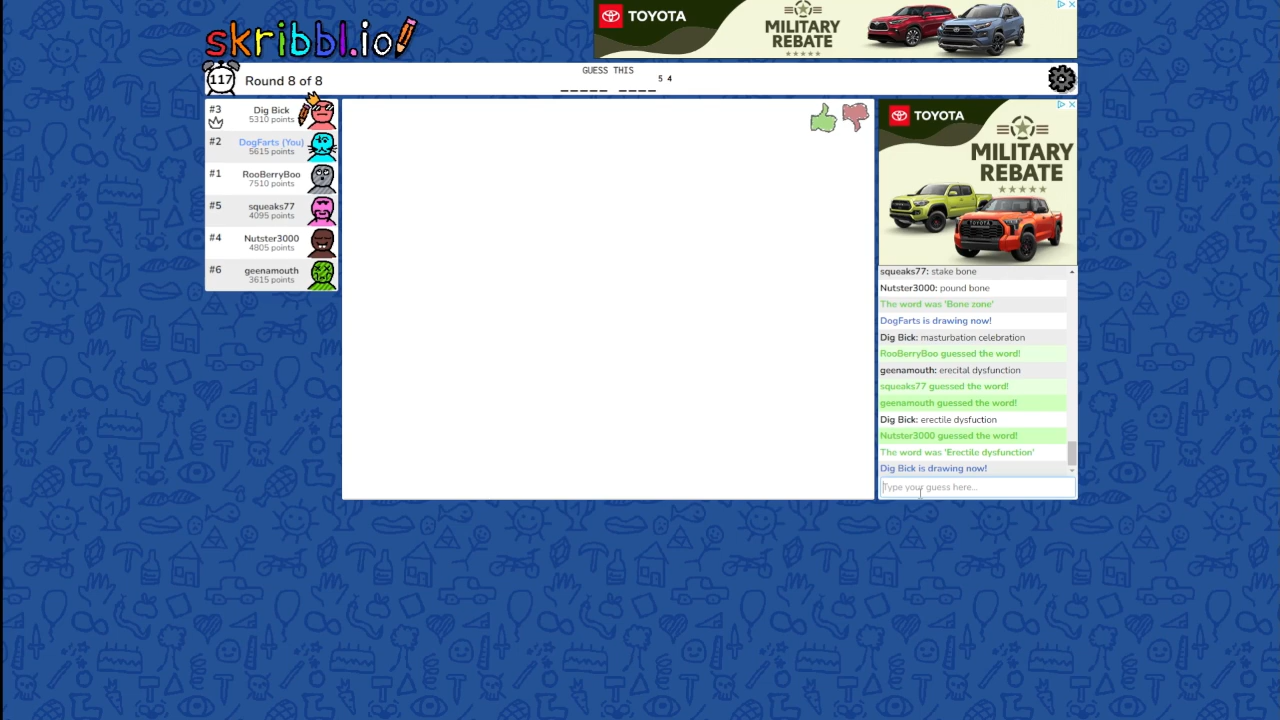 TOYOTA
MILITARY
REBATE
skribbl.io
117
Round 8 of 8
GUESS THIS
_____ ____ 5 4
#3
Dig Bick
5310 points
#2
DogFarts (You)
5615 points
#1
RooBerryBoo
7510 points
#5
squeaks77
4095 points
#4
Nutster3000
4805 points
#6
geenamouth
3615 points
TOYOTA
MILITARY
REBATE
squeaks77: stake bone
Nutster3000: pound bone
The word was 'Bone zone'
DogFarts is drawing now!
Dig Bick: masturbation celebration
RooBerryBoo guessed the word!
geenamouth: erecital dysfunction
squeaks77 guessed the word!
geenamouth guessed the word!
Dig Bick: erectile dysfuction
Nutster3000 guessed the word!
The word was 'Erectile dysfunction'
Dig Bick is drawing now!
Type your guess here...